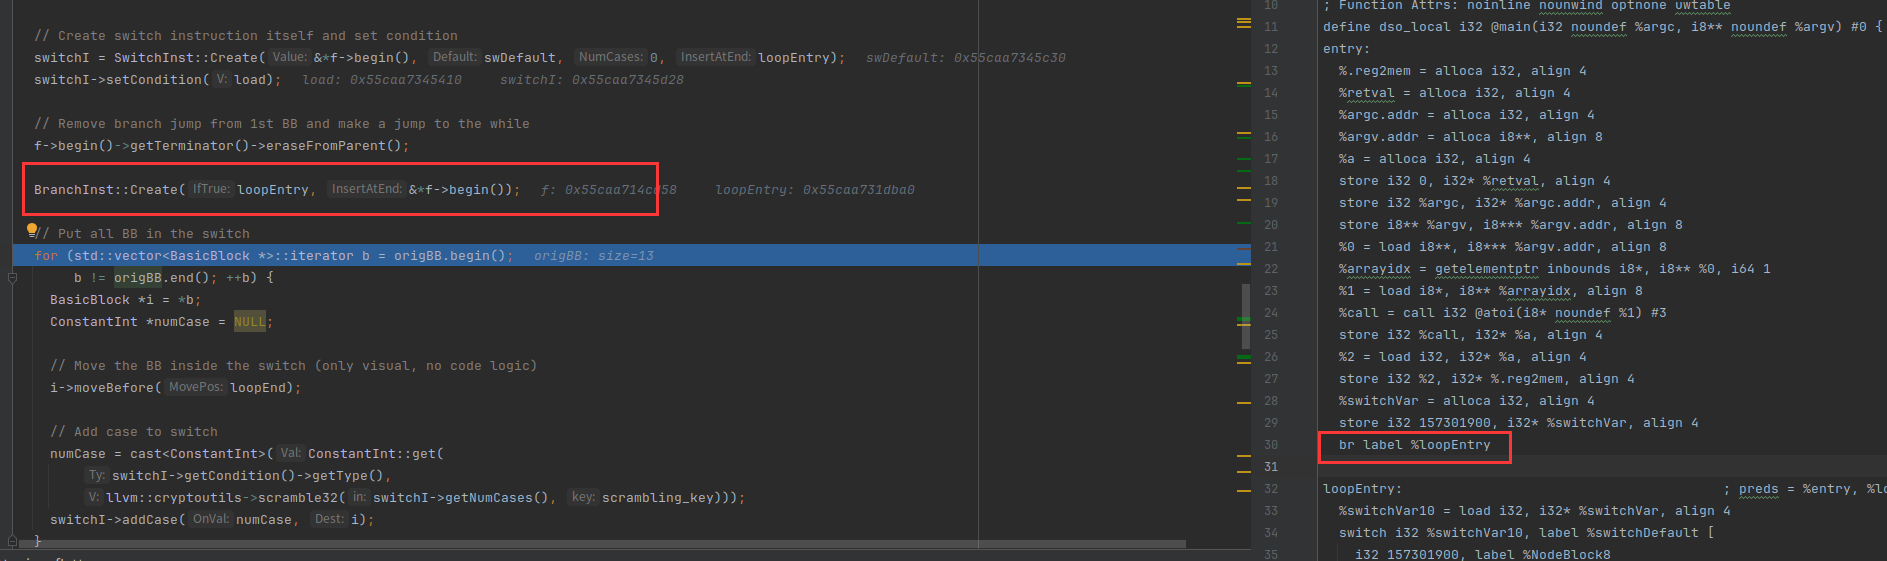 // Create switch instruction itself and set condition
switchI = SwitchInst::Create( Value: &*f->begin(), Default: swDefault, NumCases: 0, InsertAtEnd: loopEntry);   swDefault: 0x55caa7345c30
switchI->setCondition( V: load);   load: 0x55caa7345410     switchI: 0x55caa7345d28
// Remove branch jump from 1st BB and make a jump to the while
f->begin()->getTerminator()->eraseFromParent();
BranchInst::Create( IfTrue: loopEntry, InsertAtEnd: &*f->begin());   f: 0x55caa714cd58     loopEntry: 0x55caa731dba0
// Put all BB in the switch
for (std::vector<BasicBlock *>::iterator b = origBB.begin();   origBB: size=13
b != origBB.end(); ++b) {
BasicBlock *i = *b;
ConstantInt *numCase = NULL;
// Move the BB inside the switch (only visual, no code logic)
i->moveBefore( MovePos: loopEnd);
// Add case to switch
numCase = cast<ConstantInt>( Val: ConstantInt::get(
Ty: switchI->getCondition()->getType(),
V: llvm::cryptoutils->scramble32( in: switchI->getNumCases(), key: scrambling_key)));
switchI->addCase( OnVal: numCase, Dest: i);
}
10 ; Function Attrs: noinline nounwind optnone uwtable
11 define dso_local i32 @main(i32 noundef %argc, i8** noundef %argv) #0 {
12 entry:
13 %.reg2mem = alloca i32, align 4
14 %retval = alloca i32, align 4
15 %argc.addr = alloca i32, align 4
16 %argv.addr = alloca i8**, align 8
17 %a = alloca i32, align 4
18 store i32 0, i32* %retval, align 4
19 store i32 %argc, i32* %argc.addr, align 4
20 store i8** %argv, i8*** %argv.addr, align 8
21 %0 = load i8**, i8*** %argv.addr, align 8
22 %arrayidx = getelementptr inbounds i8*, i8** %0, i64 1
23 %1 = load i8*, i8** %arrayidx, align 8
24 %call = call i32 @atoi(i8* noundef %1) #3
25 store i32 %call, i32* %a, align 4
26 %2 = load i32, i32* %a, align 4
27 store i32 %2, i32* %.reg2mem, align 4
28 %switchVar = alloca i32, align 4
29 store i32 157301900, i32* %switchVar, align 4
30 br label %loopEntry
31
32 loopEntry: ; preds = %entry, %lo
33 %switchVar10 = load i32, i32* %switchVar, align 4
34 switch i32 %switchVar10, label %switchDefault [
35 i32 157301900, label %NodeBlock8